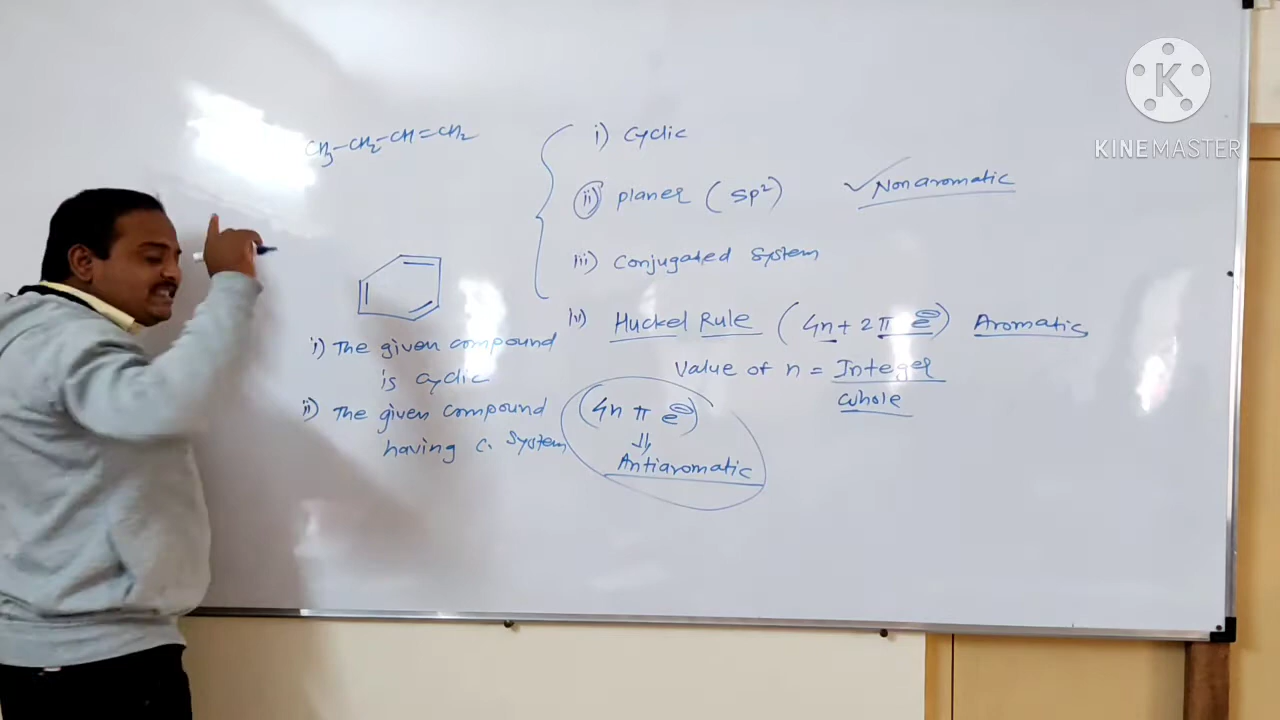 CH3-CH2-CH=CH2
i) Cyclic
ii) Planer (sp²)
✓Nonaromatic
iii) Conjugated System
iv) Huckel Rule (4n+2 π e⊖) Aromatic
Value of n = Integer
Whole
i) The given compound
is cyclic
ii) The given compound
having c. System
(4n π e⊖)
⇓
Antiaromatic
K
KINEMASTER